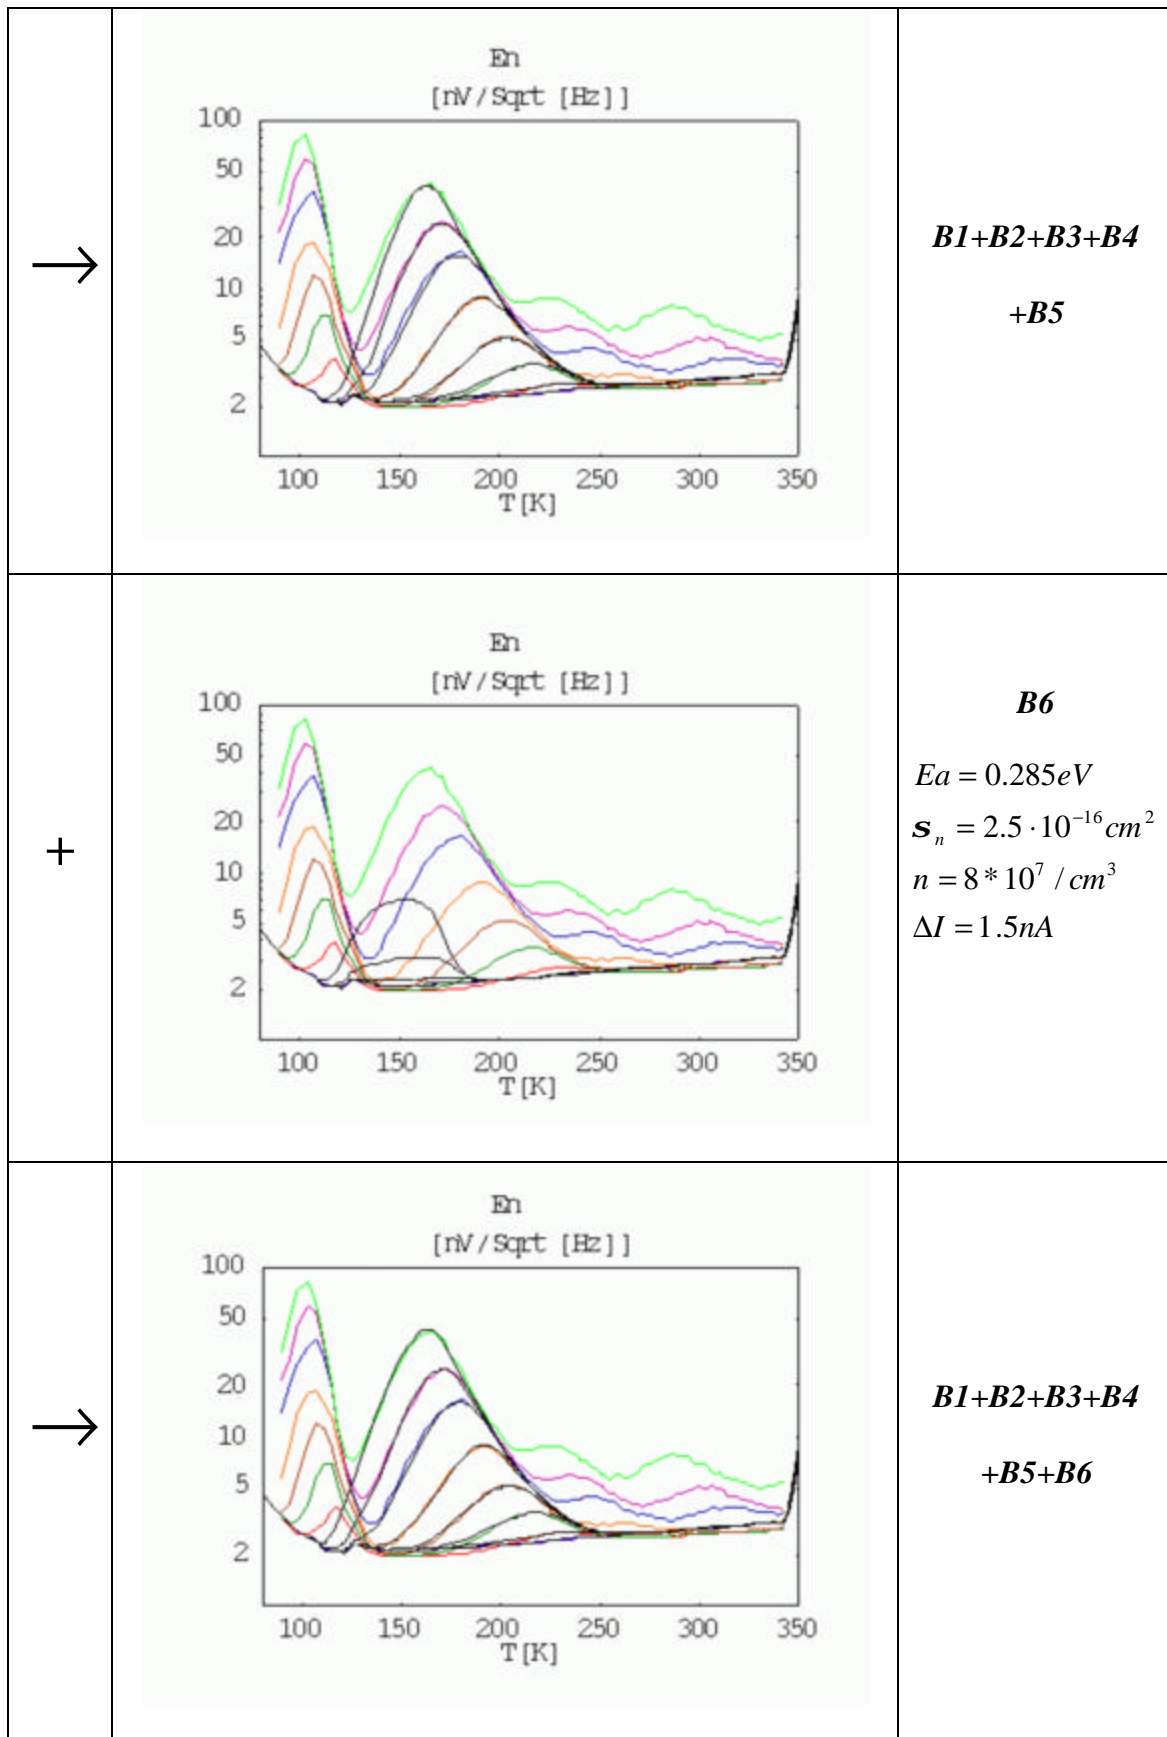 →
En
[nV/Sqrt [Hz]]
100
50
20
10
5
2
100 150 200 250 300 350
T[K]
B1+B2+B3+B4
+B5
+
En
[nV/Sqrt [Hz]]
100
50
20
10
5
2
100 150 200 250 300 350
T[K]
B6
Ea = 0.285eV
s_n = 2.5·10^{-16} cm^2
n = 8*10^7 /cm^3
ΔI = 1.5nA
→
En
[nV/Sqrt [Hz]]
100
50
20
10
5
2
100 150 200 250 300 350
T[K]
B1+B2+B3+B4
+B5+B6